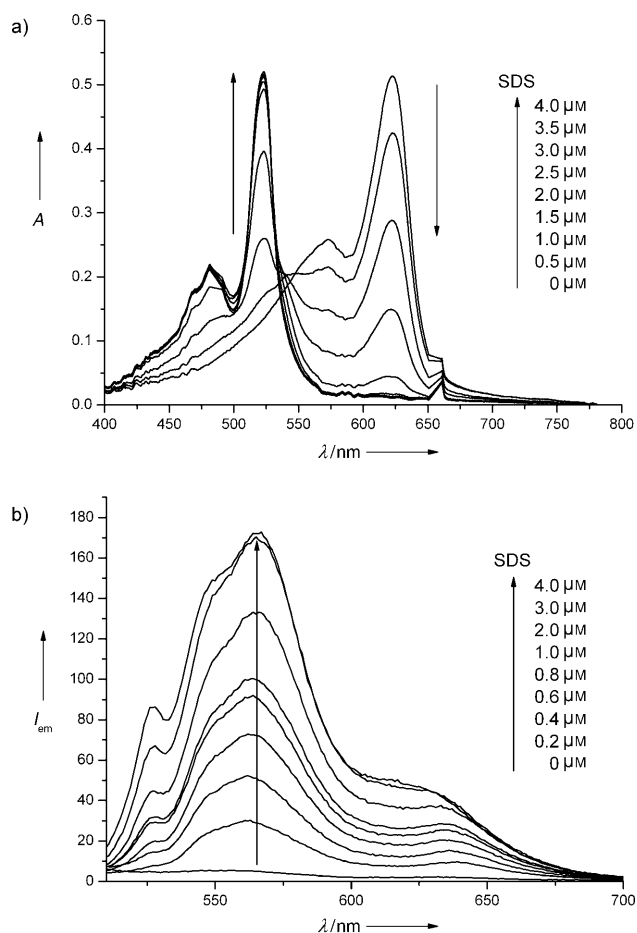 a)
0.6
0.5
0.4
0.3
0.2
0.1
0.0
A
SDS
4.0 µM
3.5 µM
3.0 µM
2.5 µM
2.0 µM
1.5 µM
1.0 µM
0.5 µM
0 µM
400 450 500 550 600 650 700 750 800
λ/nm
b)
180
160
140
120
100
80
60
40
20
0
Iem
SDS
4.0 µM
3.0 µM
2.0 µM
1.0 µM
0.8 µM
0.6 µM
0.4 µM
0.2 µM
0 µM
550 600 650 700
λ/nm